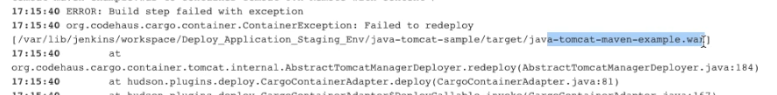 17:15:40 ERROR: Build step failed with exception
17:15:40 org.codehaus.cargo.container.ContainerException: Failed to redeploy
[/var/lib/jenkins/workspace/Deploy_Application_Staging_Env/java-tomcat-sample/target/java-tomcat-maven-example.war]
17:15:40 at
org.codehaus.cargo.container.tomcat.internal.AbstractTomcatManagerDeployer.redeploy(AbstractTomcatManagerDeployer.java:184)
17:15:40 at hudson.plugins.deploy.CargoContainerAdapter.deploy(CargoContainerAdapter.java:81)